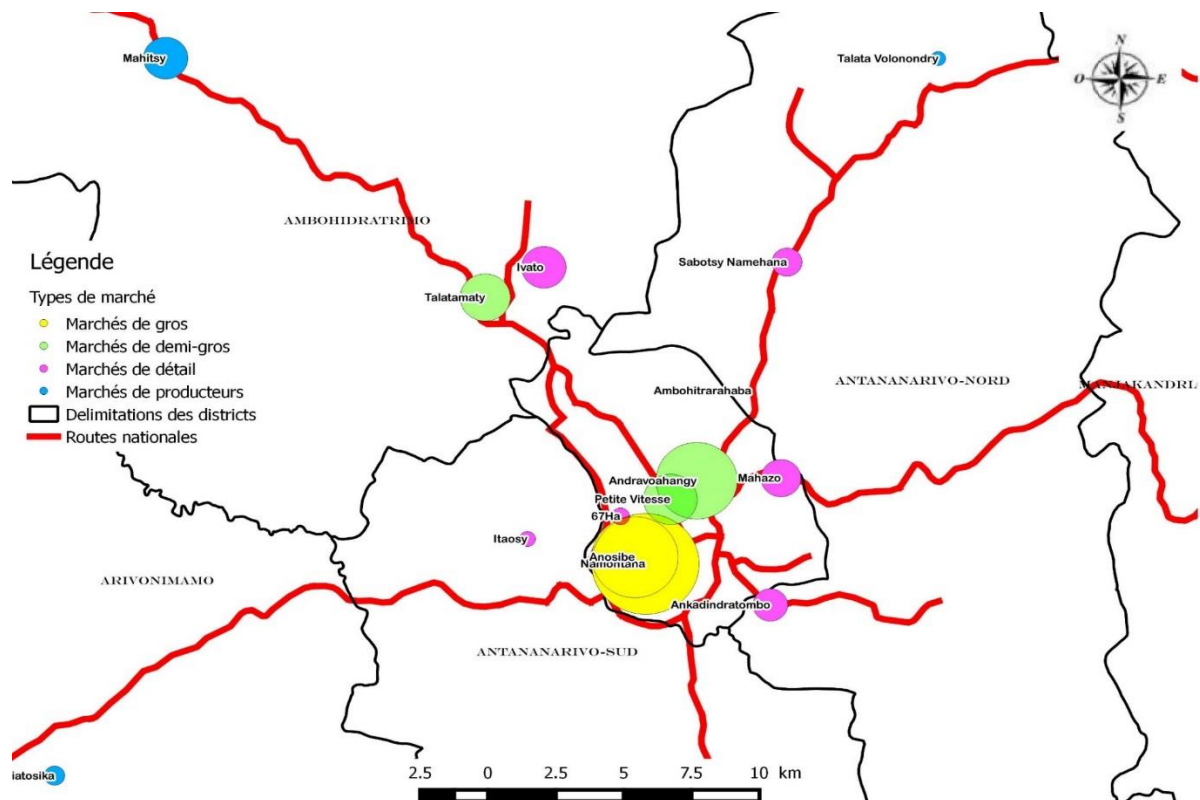 Mahitsy
Talata Volonondry
N
O
E
S
AMBOHIDRATRIMO
Légende
Types de marché
Marchés de gros
Marchés de demi-gros
Marchés de détail
Marchés de producteurs
Delimitations des districts
Routes nationales
Ivato
Talatamaty
Sabotsy Namehana
Ambohitrarahaba
ANTANANARIVO-NORD
MANJAKANDRI
Andravoahangy
Mahazo
Petite Vitesse
67Ha
Itaosy
Anosibe
Namontana
ARIVONIMAMO
Ankadindratombo
ANTANANARIVO-SUD
iatosika
2.5 0 2.5 5 7.5 10 km